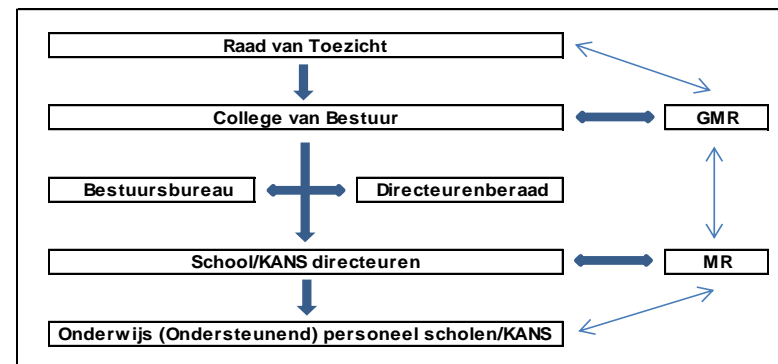 Raad van Toezicht
College van Bestuur
GMR
Bestuursbureau
Directeurenberaad
School/KANS directeuren
MR
Onderwijs (Ondersteunend) personeel scholen/KANS